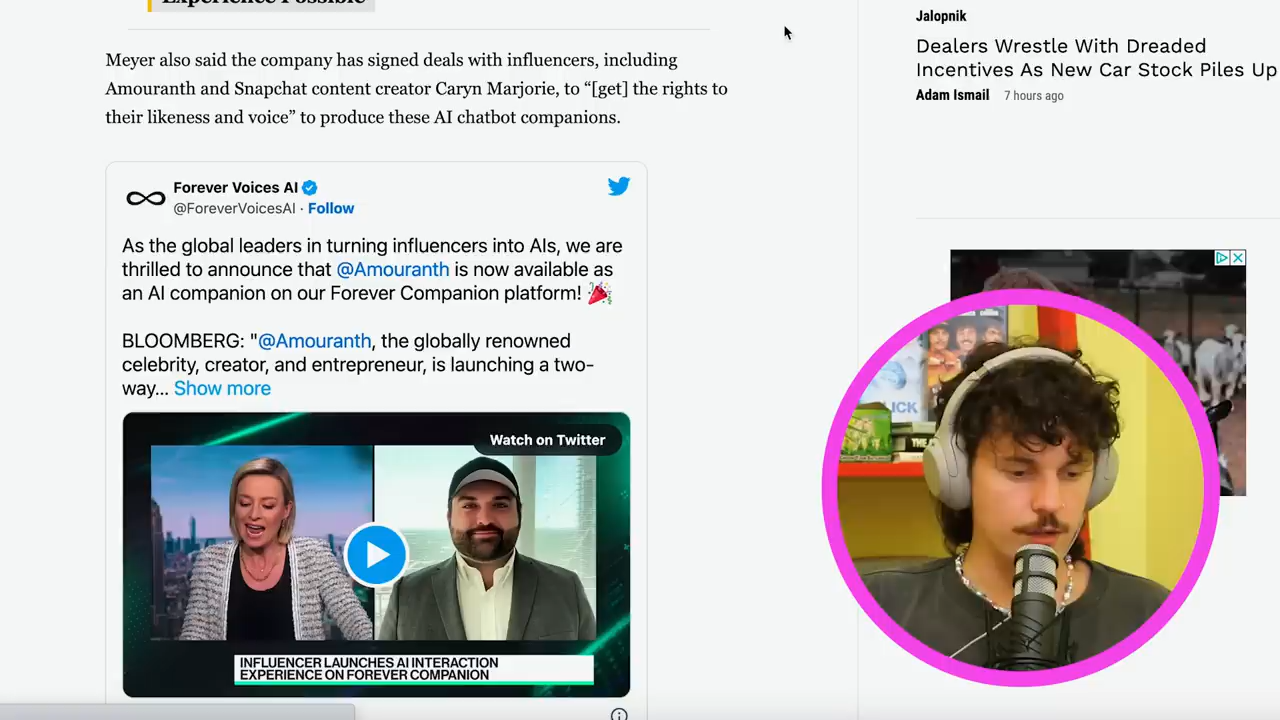 Experience Possible
Meyer also said the company has signed deals with influencers, including
Amouranth and Snapchat content creator Caryn Marjorie, to “[get] the rights to
their likeness and voice” to produce these AI chatbot companions.
Forever Voices AI
@ForeverVoicesAI · Follow
As the global leaders in turning influencers into AIs, we are
thrilled to announce that @Amouranth is now available as
an AI companion on our Forever Companion platform! 🎉
BLOOMBERG: "@Amouranth, the globally renowned
celebrity, creator, and entrepreneur, is launching a two-
way... Show more
Watch on Twitter
INFLUENCER LAUNCHES AI INTERACTION
EXPERIENCE ON FOREVER COMPANION
Jalopnik
Dealers Wrestle With Dreaded
Incentives As New Car Stock Piles Up
Adam Ismail 7 hours ago
LICK
THE